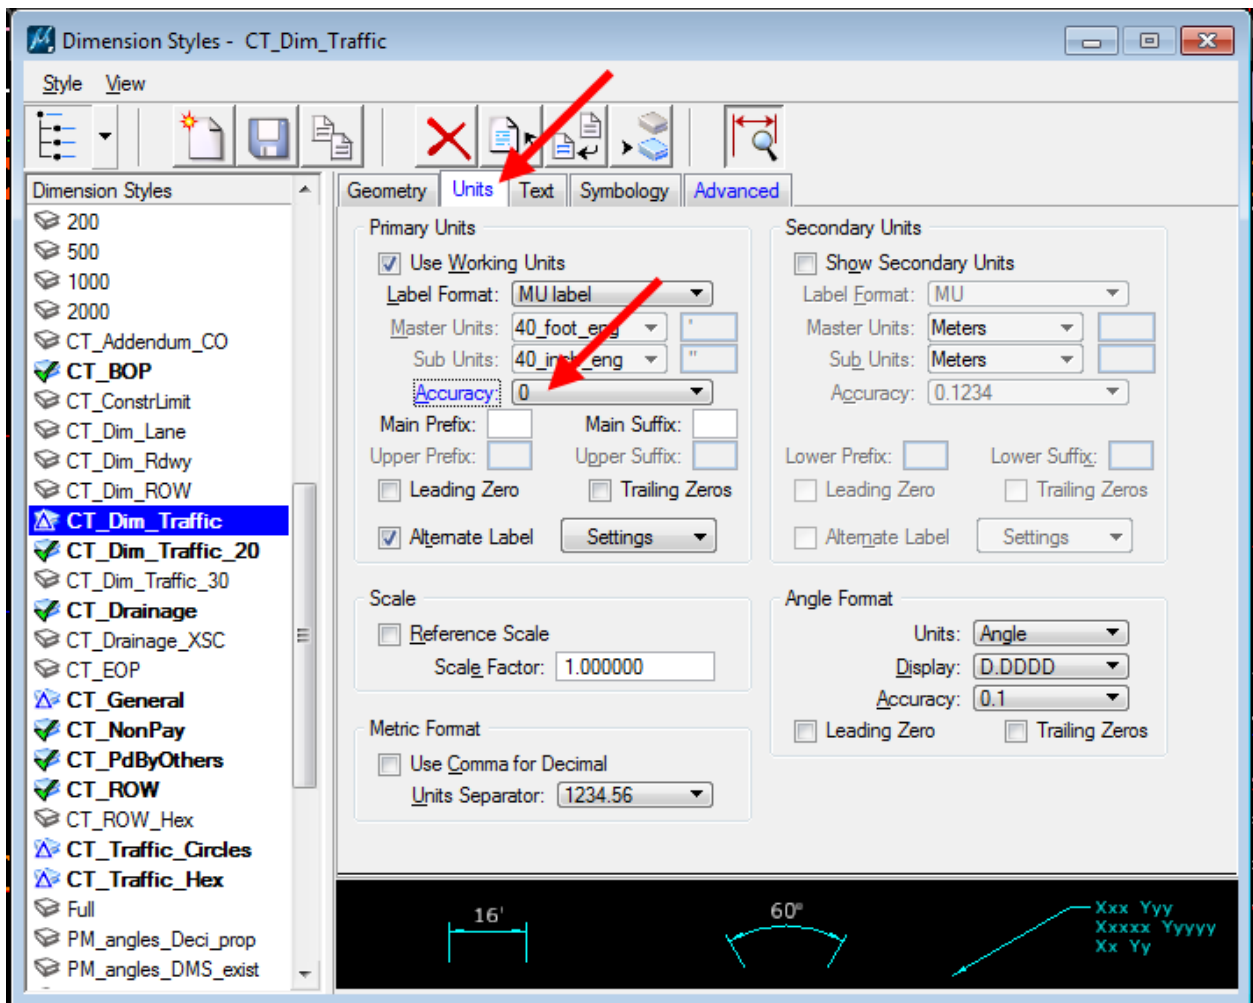 Dimension Styles - CT_Dim_Traffic
Style View
Dimension Styles
200
500
1000
2000
CT_Addendum_CO
CT_BOP
CT_ConstrLimit
CT_Dim_Lane
CT_Dim_Rdwy
CT_Dim_ROW
CT_Dim_Traffic
CT_Dim_Traffic_20
CT_Dim_Traffic_30
CT_Drainage
CT_Drainage_XSC
CT_EOP
CT_General
CT_NonPay
CT_PdByOthers
CT_ROW
CT_ROW_Hex
CT_Traffic_Circles
CT_Traffic_Hex
Full
PM_angles_Deci_prop
PM_angles_DMS_exist
Geometry Units Text Symbology Advanced
Primary Units
Use Working Units
Label Format: MU label
Master Units: 40_foot_eng '
Sub Units: 40_inch_eng "
Accuracy: 0
Main Prefix: Main Suffix:
Upper Prefix: Upper Suffix:
Leading Zero Trailing Zeros
Alternate Label Settings
Scale
Reference Scale
Scale Factor: 1.000000
Metric Format
Use Comma for Decimal
Units Separator: 1234.56
Secondary Units
Show Secondary Units
Label Format: MU
Master Units: Meters
Sub Units: Meters
Accuracy: 0.1234
Lower Prefix: Lower Suffix:
Leading Zero Trailing Zeros
Alternate Label Settings
Angle Format
Units: Angle
Display: D.DDDD
Accuracy: 0.1
Leading Zero Trailing Zeros
16'
60°
Xxx Yyy
Xxxxx Yyyyy
Xx Yy